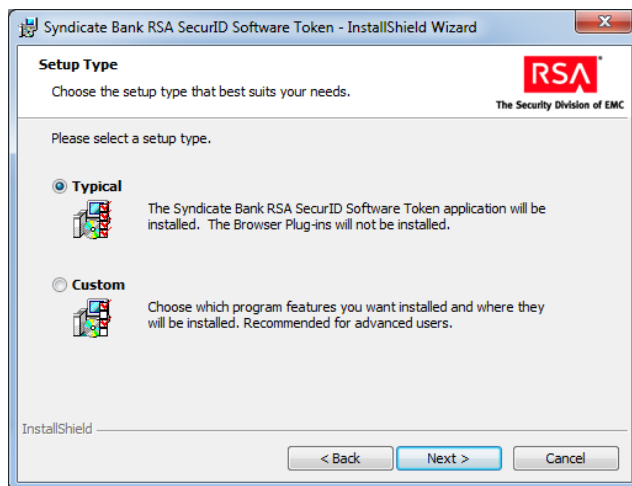 Syndicate Bank RSA SecurID Software Token - InstallShield Wizard
Setup Type
Choose the setup type that best suits your needs.
RSA
The Security Division of EMC
Please select a setup type.
Typical
The Syndicate Bank RSA SecurID Software Token application will be
installed. The Browser Plug-ins will not be installed.
Custom
Choose which program features you want installed and where they
will be installed. Recommended for advanced users.
InstallShield
< Back Next > Cancel